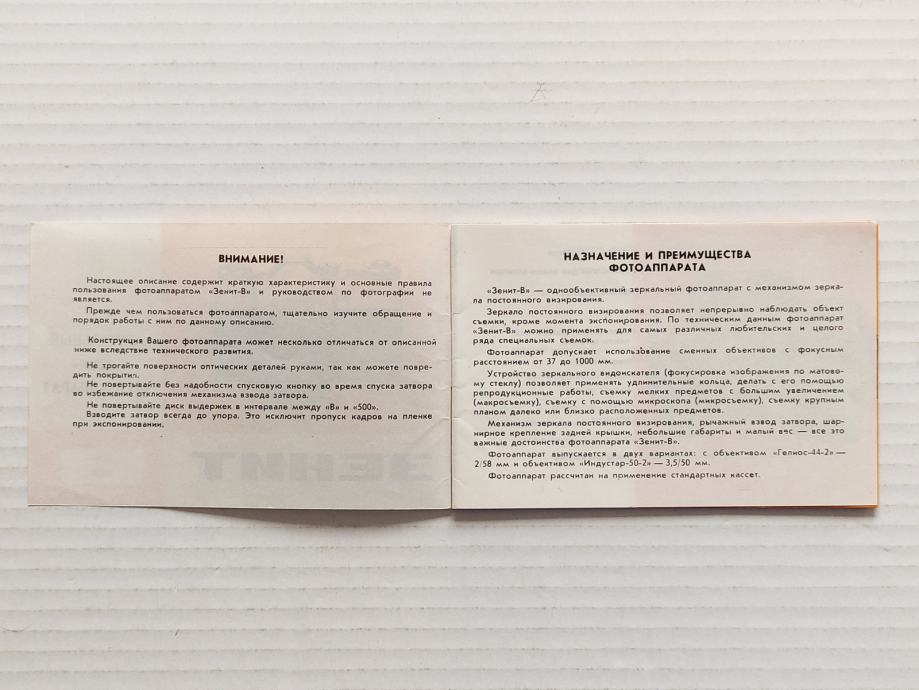 ВНИМАНИЕ!
Настоящее описание содержит краткую характеристику и основные правила
пользования фотоаппаратом «Зенит-В» и руководством по фотографии не
является.
Прежде чем пользоваться фотоаппаратом, тщательно изучите обращение и
порядок работы с ним по данному описанию.
Конструкция Вашего фотоаппарата может несколько отличаться от описанной
ниже вследствие технического развития.
Не трогайте поверхности оптических деталей руками, так как можете повре-
дить покрытия.
Не повертывайте без надобности спусковую кнопку во время спуска затвора
во избежание отключения механизма взвода затвора.
Не повертывайте диск выдержек в интервале между «В» и «500».
Взводите затвор всегда до упора. Это исключит пропуск кадров на пленке
при экспонировании.
НАЗНАЧЕНИЕ И ПРЕИМУЩЕСТВА
ФОТОАППАРАТА
«Зенит-В» — однообъективный зеркальный фотоаппарат с механизмом зерка-
ла постоянного визирования.
Зеркало постоянного визирования позволяет непрерывно наблюдать объект
съемки, кроме момента экспонирования. По техническим данным фотоаппарат
«Зенит-В» можно применять для самых различных любительских и целого
ряда специальных съемок.
Фотоаппарат допускает использование сменных объективов с фокусным
расстоянием от 37 до 1000 мм.
Устройство зеркального видоискателя (фокусировка изображения по матово-
му стеклу) позволяет применять удлинительные кольца, делать с его помощью
репродукционные работы, съемку мелких предметов с большим увеличением
(макросъемку), съемку с помощью микроскопа (микросъемку), съемку крупным
планом далеко или близко расположенных предметов.
Механизм зеркала постоянного визирования, рычажный взвод затвора, шар-
нирное крепление задней крышки, небольшие габариты и малый вес — все это
важные достоинства фотоаппарата «Зенит-В».
Фотоаппарат выпускается в двух вариантах: с объективом «Гелиос-44-2» —
2/58 мм и объективом «Индустар-50-2» — 3,5/50 мм.
Фотоаппарат рассчитан на применение стандартных кассет.